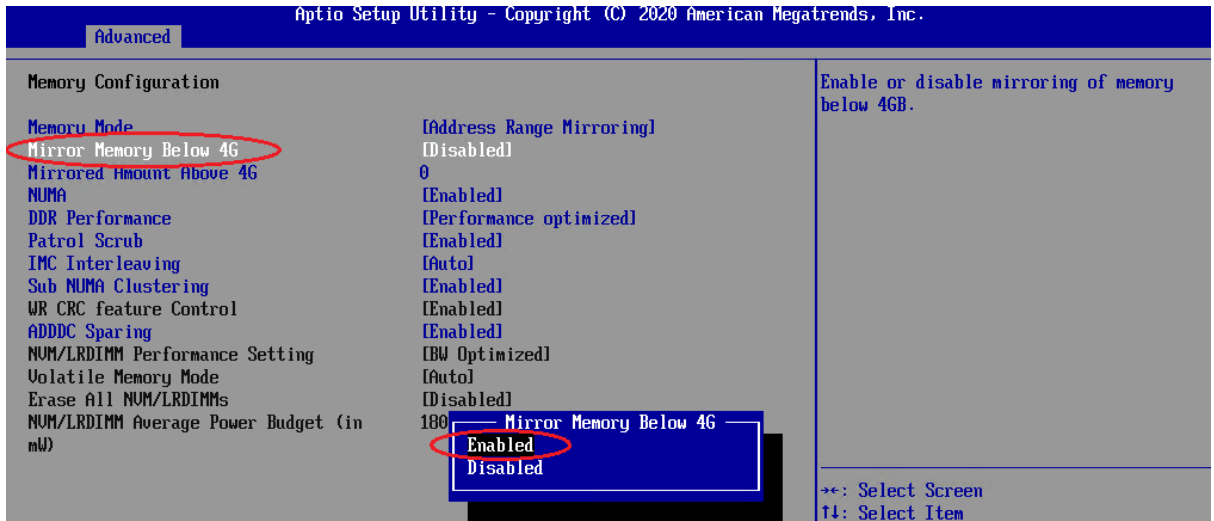 Aptio Setup Utility - Copyright (C) 2020 American Megatrends, Inc.
Advanced
Memory Configuration
Memory Mode [Address Range Mirroring]
Mirror Memory Below 4G [Disabled]
Mirrored Amount Above 4G 0
NUMA [Enabled]
DDR Performance [Performance optimized]
Patrol Scrub [Enabled]
IMC Interleaving [Auto]
Sub NUMA Clustering [Enabled]
WR CRC feature Control [Enabled]
ADDDC Sparing [Enabled]
NVM/LRDIMM Performance Setting [BW Optimized]
Volatile Memory Mode [Auto]
Erase All NVM/LRDIMMs [Disabled]
NVM/LRDIMM Average Power Budget (in 180
mW)
Mirror Memory Below 4G
Enabled
Disabled
Enable or disable mirroring of memory
below 4GB.
→←: Select Screen
↑↓: Select Item